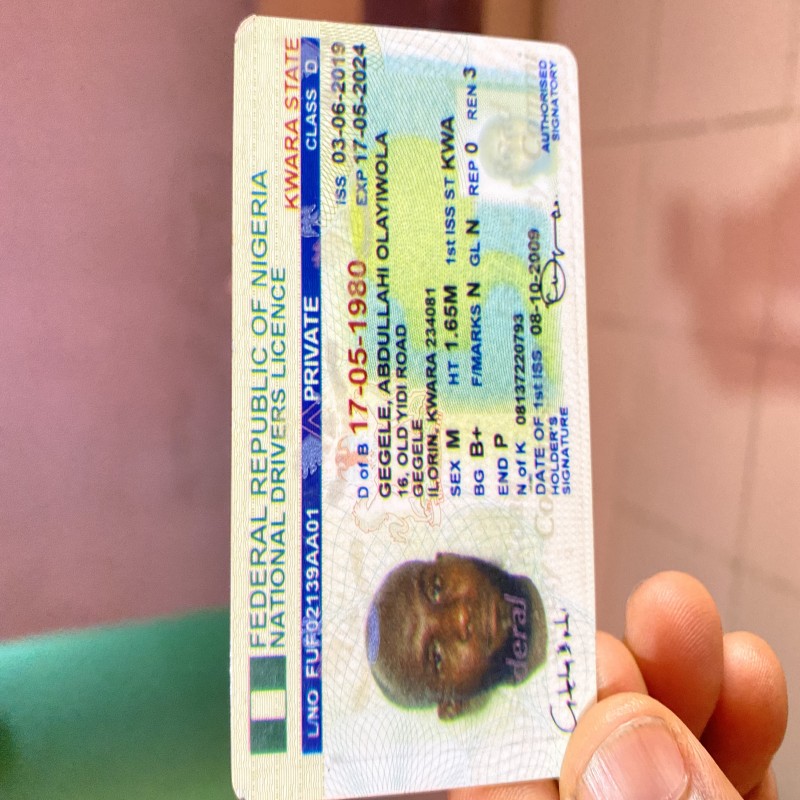 FEDERAL REPUBLIC OF NIGERIA
NATIONAL DRIVERS LICENCE
KWARA STATE
L/NO FUF02139AA01 PRIVATE CLASS D
ISS 03-06-2019
D of B 17-05-1980 EXP 17-05-2024
GEGELE, ABDULLAHI OLAYIWOLA
16, OLD YIDI ROAD
GEGELE
ILORIN, KWARA 234081
SEX M HT 1.65M 1st ISS ST KWA
BG B+ F/MARKS N GL N REP 0 REN 3
END P
N of K 08137220793
DATE OF 1st ISS 08-10-2009
HOLDER'S
SIGNATURE
AUTHORISED
SIGNATORY
deral